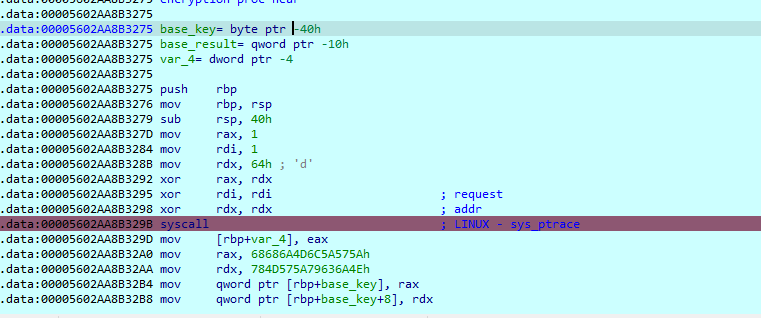 encryption proc near
.data:00005602AA8B3275
.data:00005602AA8B3275 base_key= byte ptr -40h
.data:00005602AA8B3275 base_result= qword ptr -10h
.data:00005602AA8B3275 var_4= dword ptr -4
.data:00005602AA8B3275
.data:00005602AA8B3275 push rbp
.data:00005602AA8B3276 mov rbp, rsp
.data:00005602AA8B3279 sub rsp, 40h
.data:00005602AA8B327D mov rax, 1
.data:00005602AA8B3284 mov rdi, 1
.data:00005602AA8B328B mov rdx, 64h ; 'd'
.data:00005602AA8B3292 xor rax, rdx
.data:00005602AA8B3295 xor rdi, rdi ; request
.data:00005602AA8B3298 xor rdx, rdx ; addr
.data:00005602AA8B329B syscall ; LINUX - sys_ptrace
.data:00005602AA8B329D mov [rbp+var_4], eax
.data:00005602AA8B32A0 mov rax, 68686A4D6C5A575Ah
.data:00005602AA8B32AA mov rdx, 784D575A79636A4Eh
.data:00005602AA8B32B4 mov qword ptr [rbp+base_key], rax
.data:00005602AA8B32B8 mov qword ptr [rbp+base_key+8], rdx